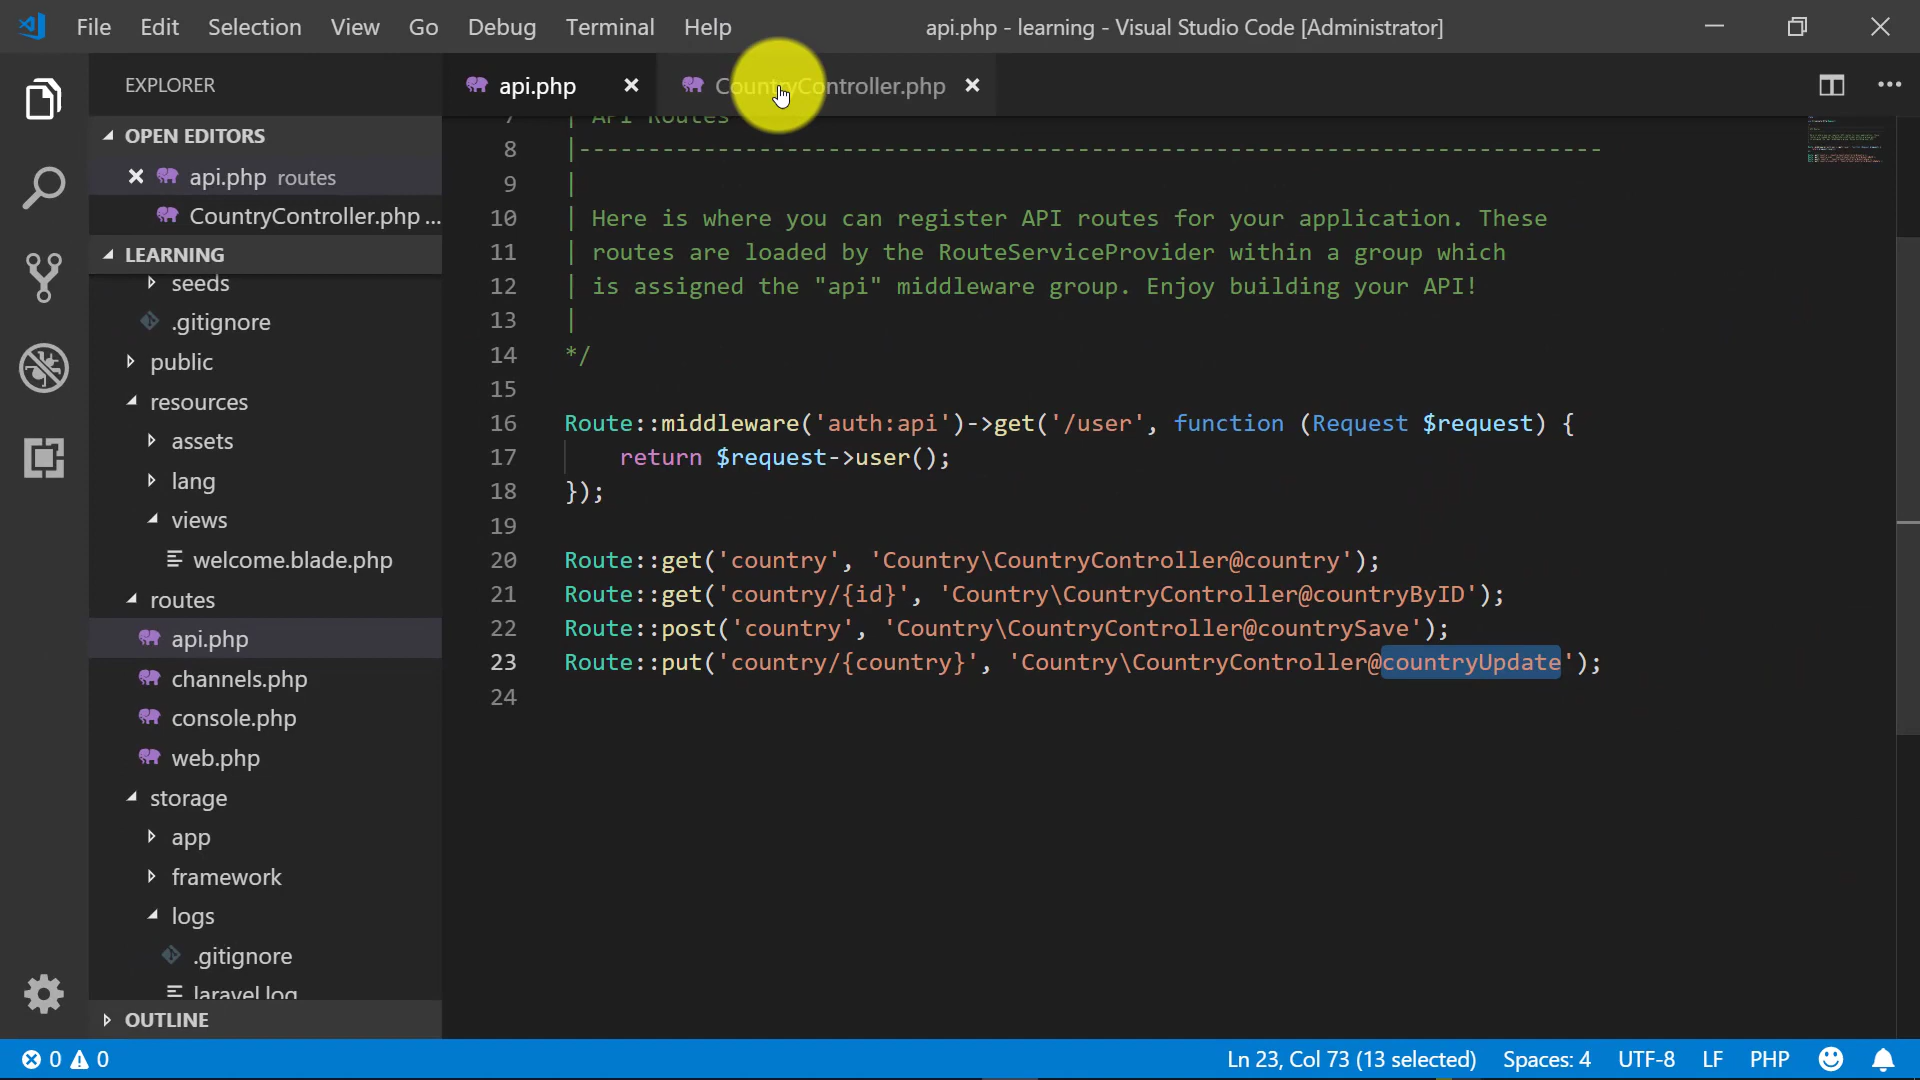 File Edit Selection View Go Debug Terminal Help
api.php - learning - Visual Studio Code [Administrator]
EXPLORER
OPEN EDITORS
api.php routes
CountryController.php ...
LEARNING
seeds
.gitignore
public
resources
assets
lang
views
welcome.blade.php
routes
api.php
channels.php
console.php
web.php
storage
app
framework
logs
.gitignore
laravel.log
OUTLINE
api.php CountryController.php
7 | API Routes
8 |--------------------------------------------------------------------------
9 |
10 | Here is where you can register API routes for your application. These
11 | routes are loaded by the RouteServiceProvider within a group which
12 | is assigned the "api" middleware group. Enjoy building your API!
13 |
14 */
15
16 Route::middleware('auth:api')->get('/user', function (Request $request) {
17 return $request->user();
18 });
19
20 Route::get('country', 'Country\CountryController@country');
21 Route::get('country/{id}', 'Country\CountryController@countryByID');
22 Route::post('country', 'Country\CountryController@countrySave');
23 Route::put('country/{country}', 'Country\CountryController@countryUpdate');
24
0 0
Ln 23, Col 73 (13 selected) Spaces: 4 UTF-8 LF PHP